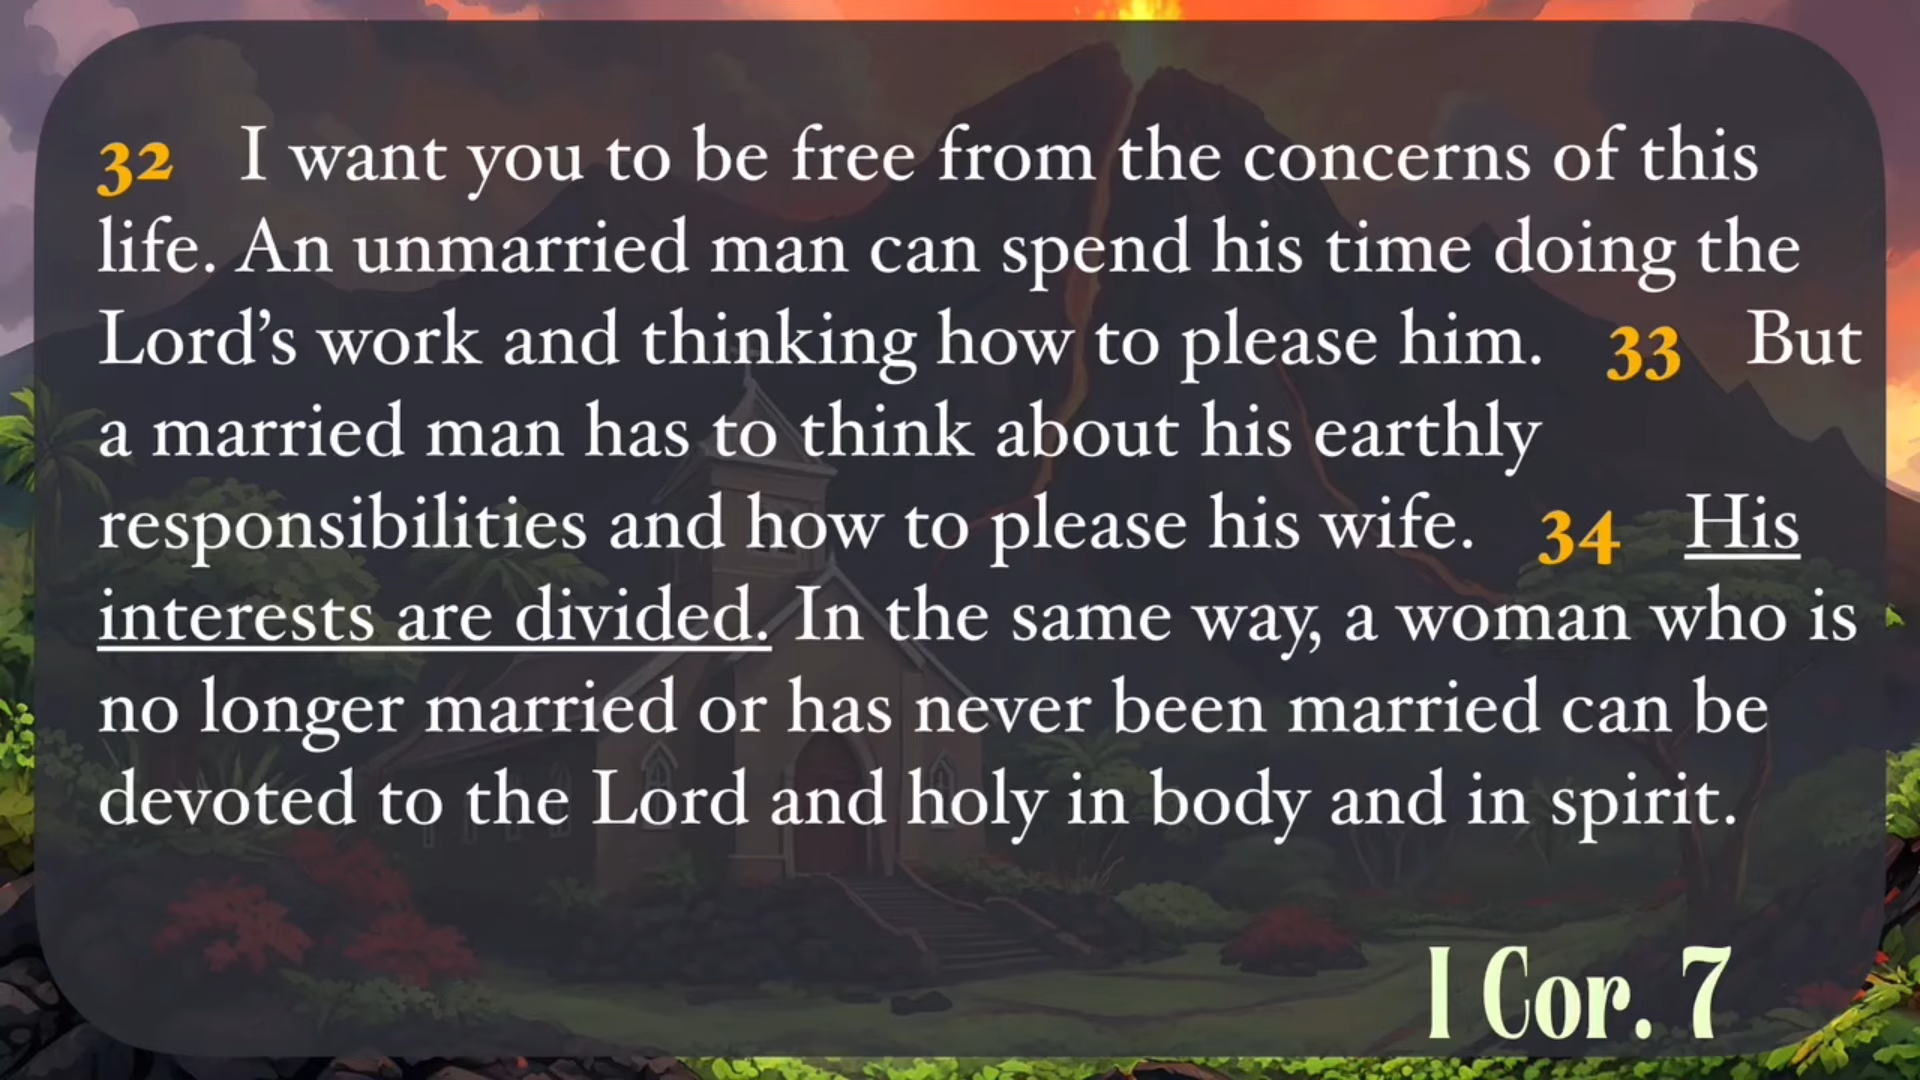 32 I want you to be free from the concerns of this
life. An unmarried man can spend his time doing the
Lord’s work and thinking how to please him. 33 But
a married man has to think about his earthly
responsibilities and how to please his wife. 34 His
interests are divided. In the same way, a woman who is
no longer married or has never been married can be
devoted to the Lord and holy in body and in spirit.
I Cor. 7